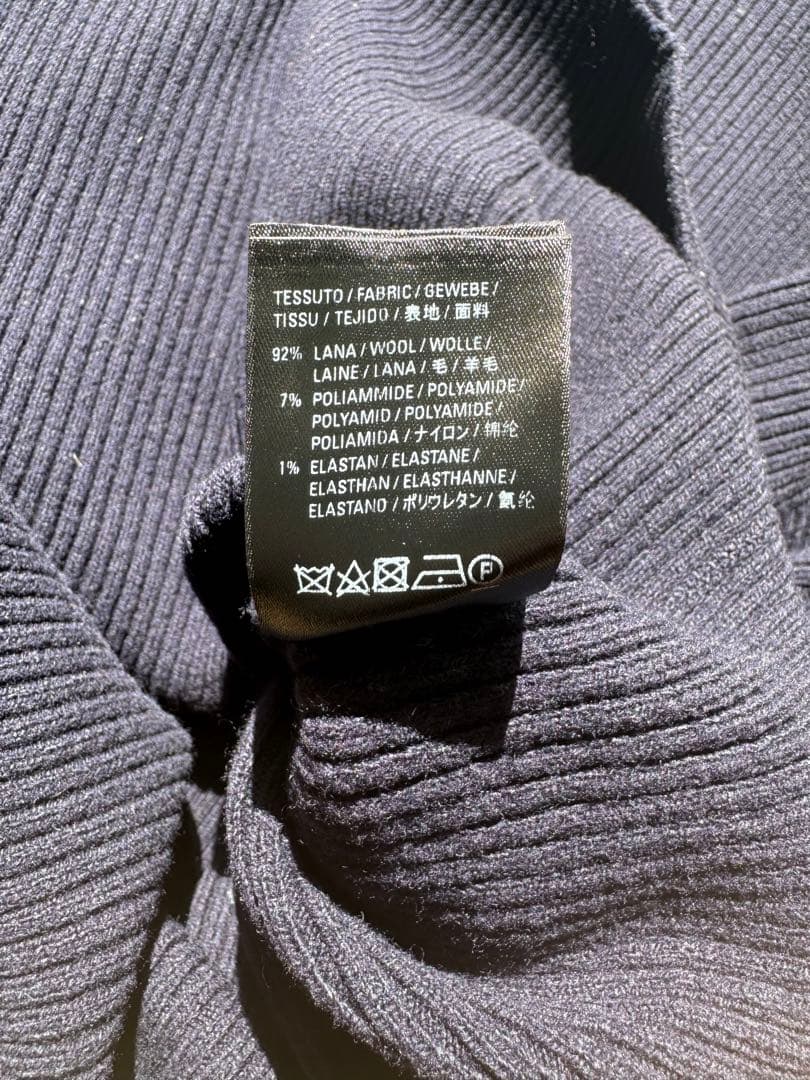 TESSUTO / FABRIC / GEWEBE /
TISSU / TEJIDO / 表地 / 面料
92% LANA / WOOL / WOLLE /
LAINE / LANA / 毛 / 羊毛
7% POLIAMMIDE / POLYAMIDE /
POLYAMID / POLYAMIDE /
POLIAMIDA / ナイロン / 锦纶
1% ELASTAN / ELASTANE /
ELASTHAN / ELASTHANNE /
ELASTANO / ポリウレタン / 氨纶
F